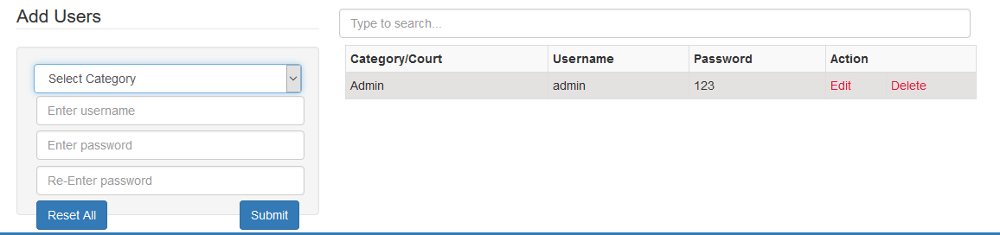 Add Users
Select Category
Enter username
Enter password
Re-Enter password
Reset All Submit
Type to search...
Category/Court Username Password Action
Admin admin 123 Edit Delete